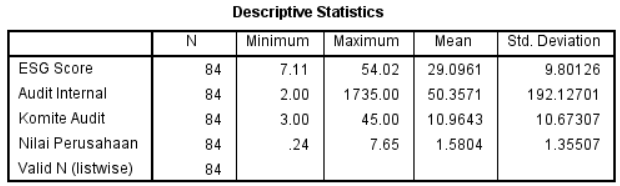 Descriptive Statistics
N Minimum Maximum Mean Std. Deviation
ESG Score 84 7.11 54.02 29.0961 9.80126
Audit Internal 84 2.00 1735.00 50.3571 192.12701
Komite Audit 84 3.00 45.00 10.9643 10.67307
Nilai Perusahaan 84 .24 7.65 1.5804 1.35507
Valid N (listwise) 84